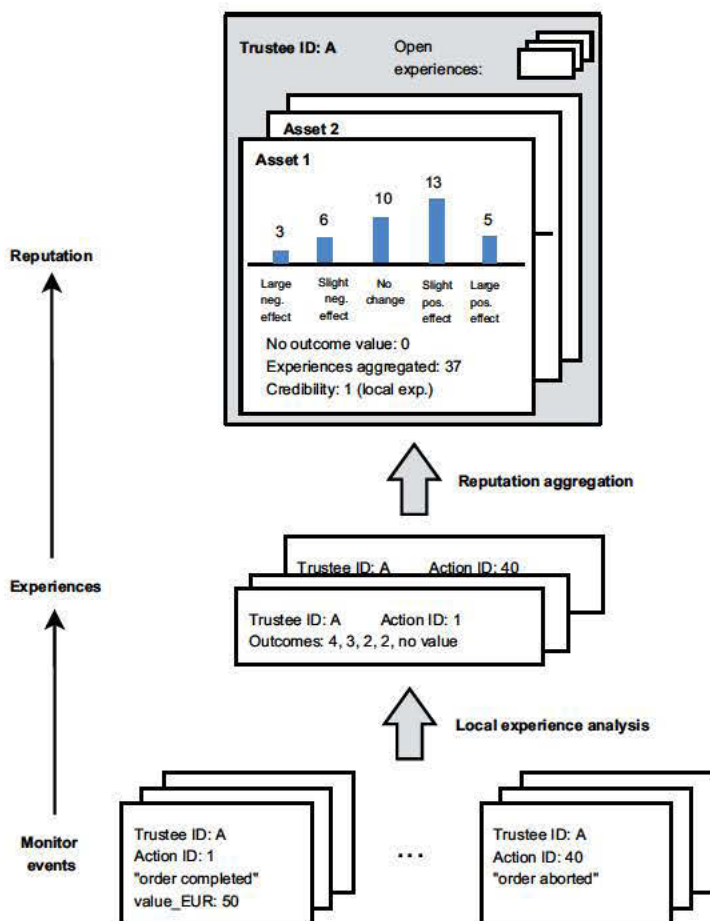 Trustee ID: A
Open
experiences:
Asset 2
Asset 1
3
6
10
13
5
Large
neg.
effect
Slight
neg.
effect
No
change
Slight
pos.
effect
Large
pos.
effect
No outcome value: 0
Experiences aggregated: 37
Credibility: 1 (local exp.)
Reputation
Reputation aggregation
Trustee ID: A Action ID: 40
Experiences
Trustee ID: A Action ID: 1
Outcomes: 4, 3, 2, 2, no value
Local experience analysis
Monitor
events
Trustee ID: A
Action ID: 1
"order completed"
value_EUR: 50
...
Trustee ID: A
Action ID: 40
"order aborted"